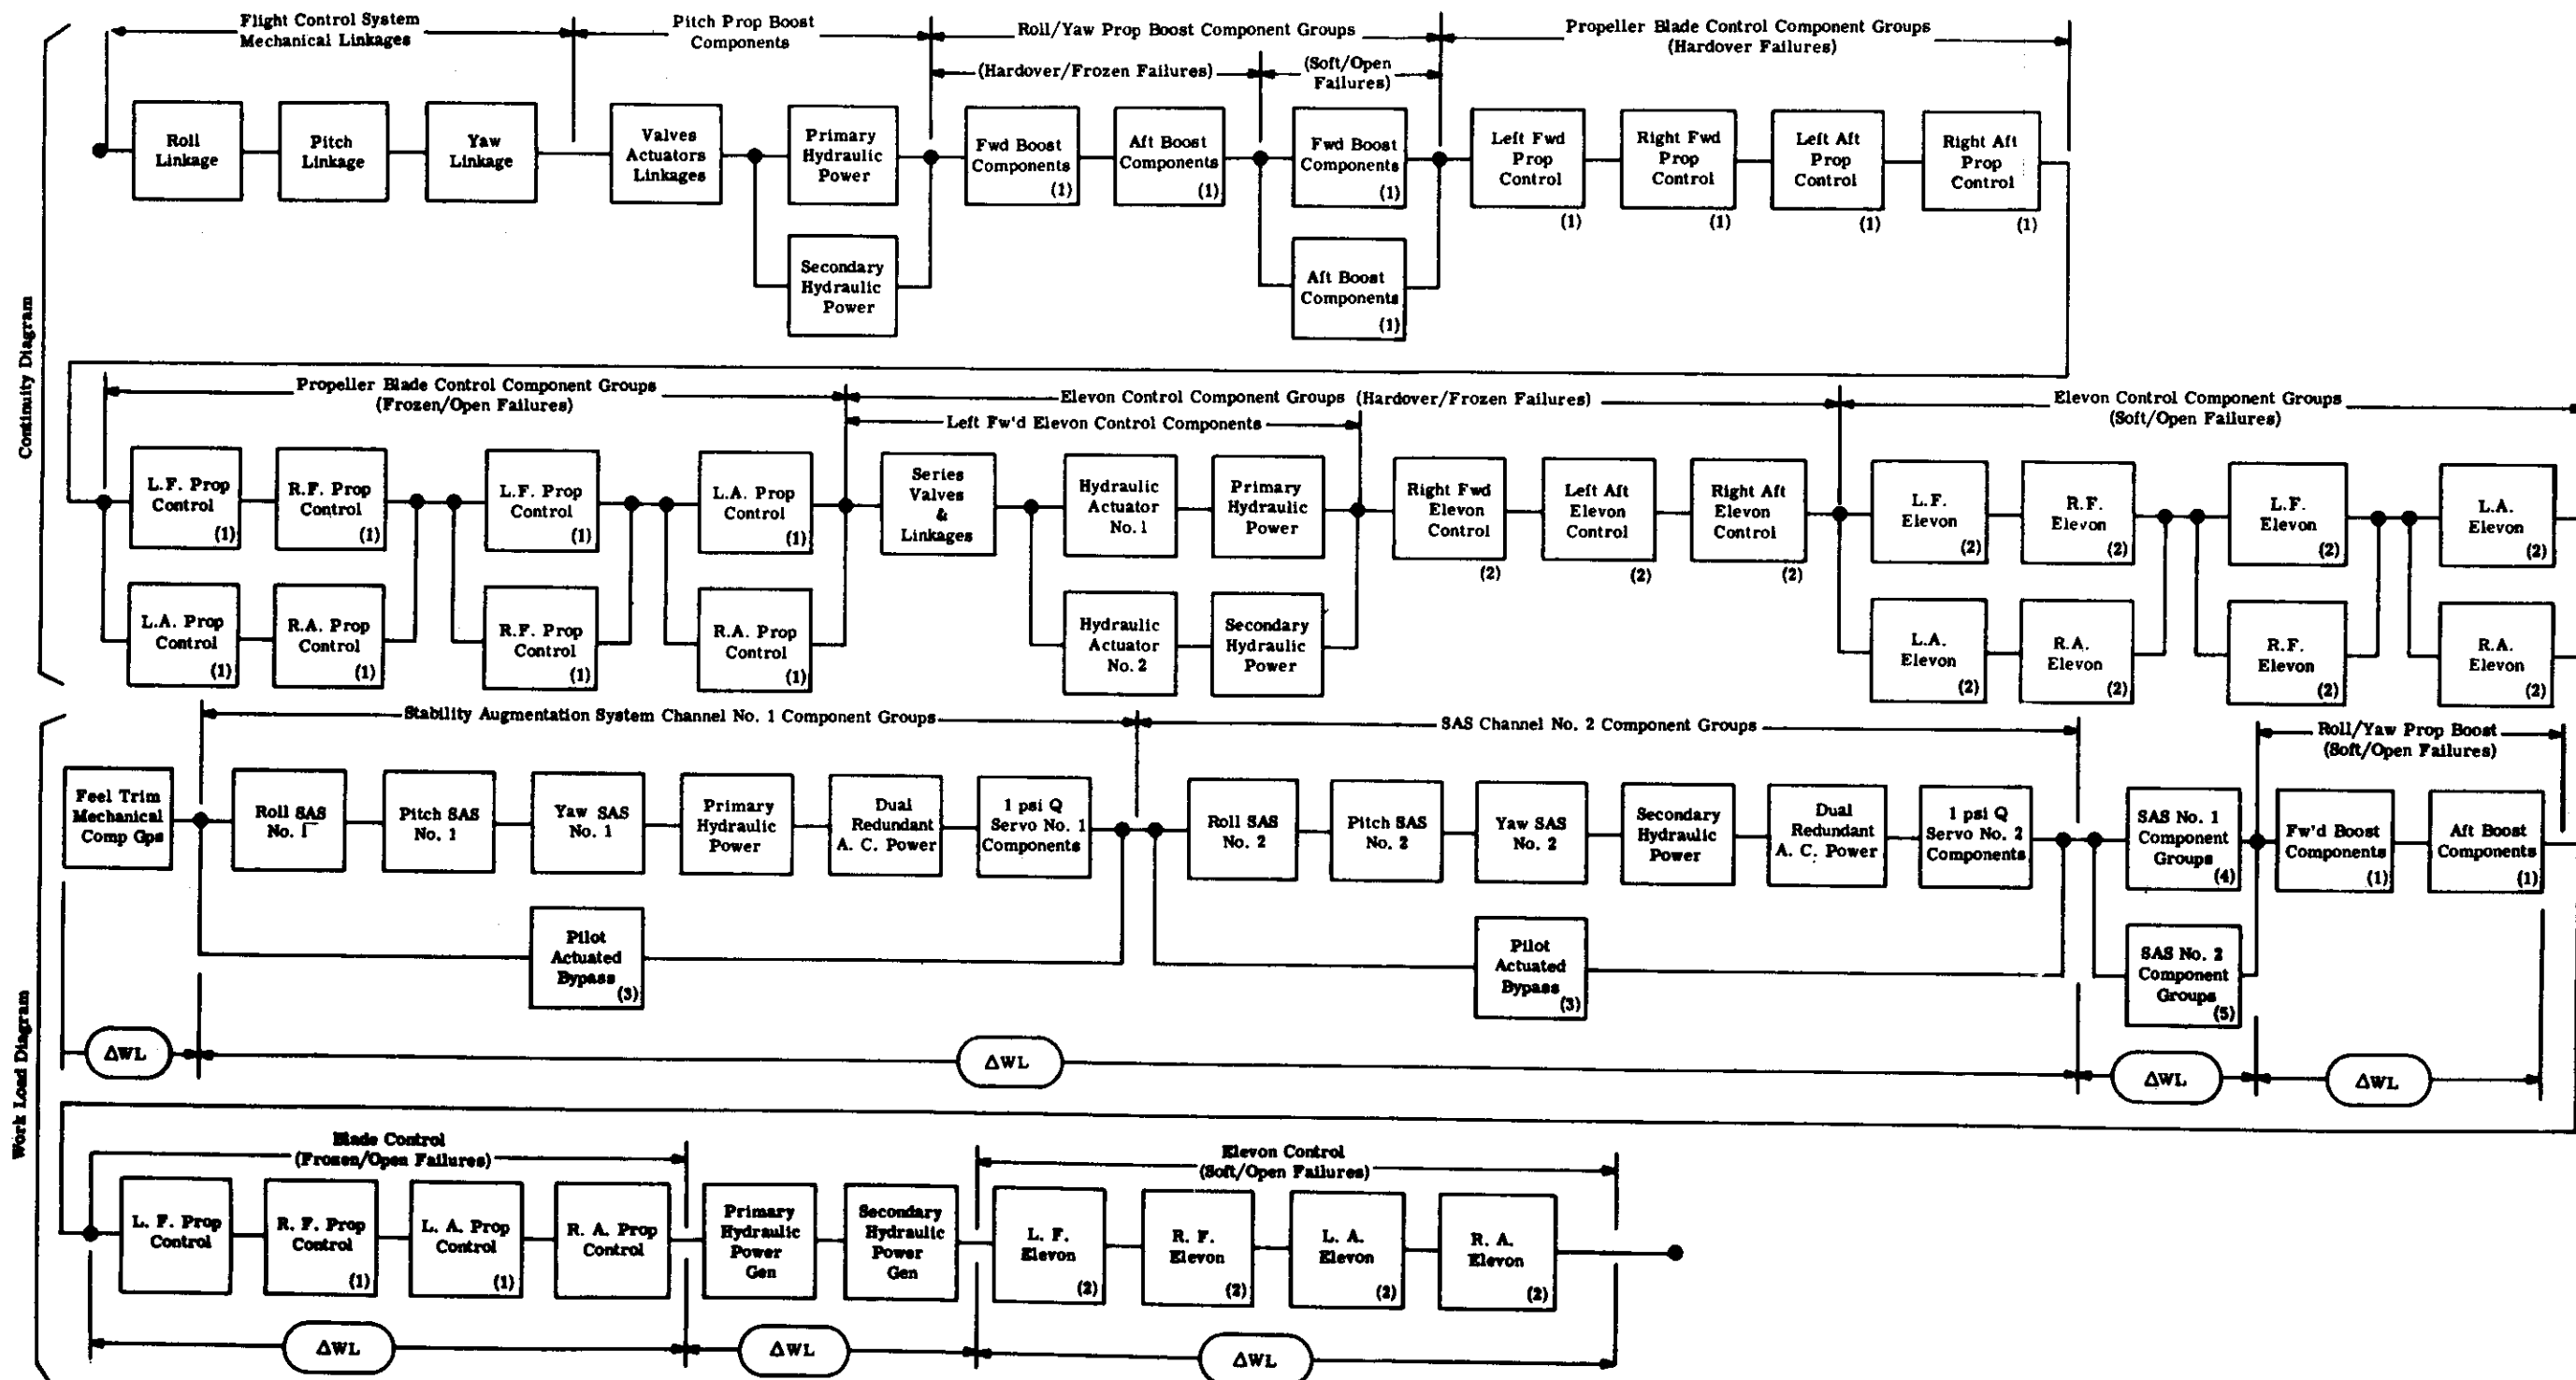 Continuity Diagram
Flight Control System
Mechanical Linkages
Pitch Prop Boost
Components
Roll/Yaw Prop Boost Component Groups
(Hardover/Frozen Failures)
(Soft/Open
Failures)
Propeller Blade Control Component Groups
(Hardover Failures)
Roll
Linkage
Pitch
Linkage
Yaw
Linkage
Valves
Actuators
Linkages
Primary
Hydraulic
Power
Secondary
Hydraulic
Power
Fwd Boost
Components
(1)
Aft Boost
Components
(1)
Fwd Boost
Components
(1)
Aft Boost
Components
(1)
Left Fwd
Prop
Control
(1)
Right Fwd
Prop
Control
(1)
Left Aft
Prop
Control
(1)
Right Aft
Prop
Control
(1)
Propeller Blade Control Component Groups
(Frozen/Open Failures)
Elevon Control Component Groups (Hardover/Frozen Failures)
Left Fw'd Elevon Control Components
Elevon Control Component Groups
(Soft/Open Failures)
L.F. Prop
Control
(1)
R.F. Prop
Control
(1)
L.A. Prop
Control
(1)
R.A. Prop
Control
(1)
L.F. Prop
Control
(1)
R.F. Prop
Control
(1)
L.A. Prop
Control
(1)
R.A. Prop
Control
(1)
Series
Valves
&
Linkages
Hydraulic
Actuator
No. 1
Primary
Hydraulic
Power
Hydraulic
Actuator
No. 2
Secondary
Hydraulic
Power
Right Fwd
Elevon
Control
(2)
Left Aft
Elevon
Control
(2)
Right Aft
Elevon
Control
(2)
L.F.
Elevon
(2)
R.F.
Elevon
(2)
L.A.
Elevon
(2)
R.A.
Elevon
(2)
L.F.
Elevon
(2)
R.F.
Elevon
(2)
L.A.
Elevon
(2)
R.A.
Elevon
(2)
Work Load Diagram
Stability Augmentation System Channel No. 1 Component Groups
SAS Channel No. 2 Component Groups
Roll/Yaw Prop Boost
(Soft/Open Failures)
Feel Trim
Mechanical
Comp Gps
Roll SAS
No. 1
Pitch SAS
No. 1
Yaw SAS
No. 1
Primary
Hydraulic
Power
Dual
Redundant
A. C. Power
1 psi Q
Servo No. 1
Components
Pilot
Actuated
Bypass
(3)
Roll SAS
No. 2
Pitch SAS
No. 2
Yaw SAS
No. 2
Secondary
Hydraulic
Power
Dual
Redundant
A. C. Power
1 psi Q
Servo No. 2
Components
Pilot
Actuated
Bypass
(3)
SAS No. 1
Component
Groups
(4)
SAS No. 2
Component
Groups
(5)
Fw'd Boost
Components
(1)
Aft Boost
Components
(1)
ΔWL
ΔWL
ΔWL
ΔWL
Blade Control
(Frozen/Open Failures)
Elevon Control
(Soft/Open Failures)
L. F. Prop
Control
R. F. Prop
Control
(1)
L. A. Prop
Control
(1)
R. A. Prop
Control
Primary
Hydraulic
Power
Gen
Secondary
Hydraulic
Power
Gen
L. F.
Elevon
(2)
R. F.
Elevon
(2)
L. A.
Elevon
(2)
R. A.
Elevon
(2)
ΔWL
ΔWL
ΔWL